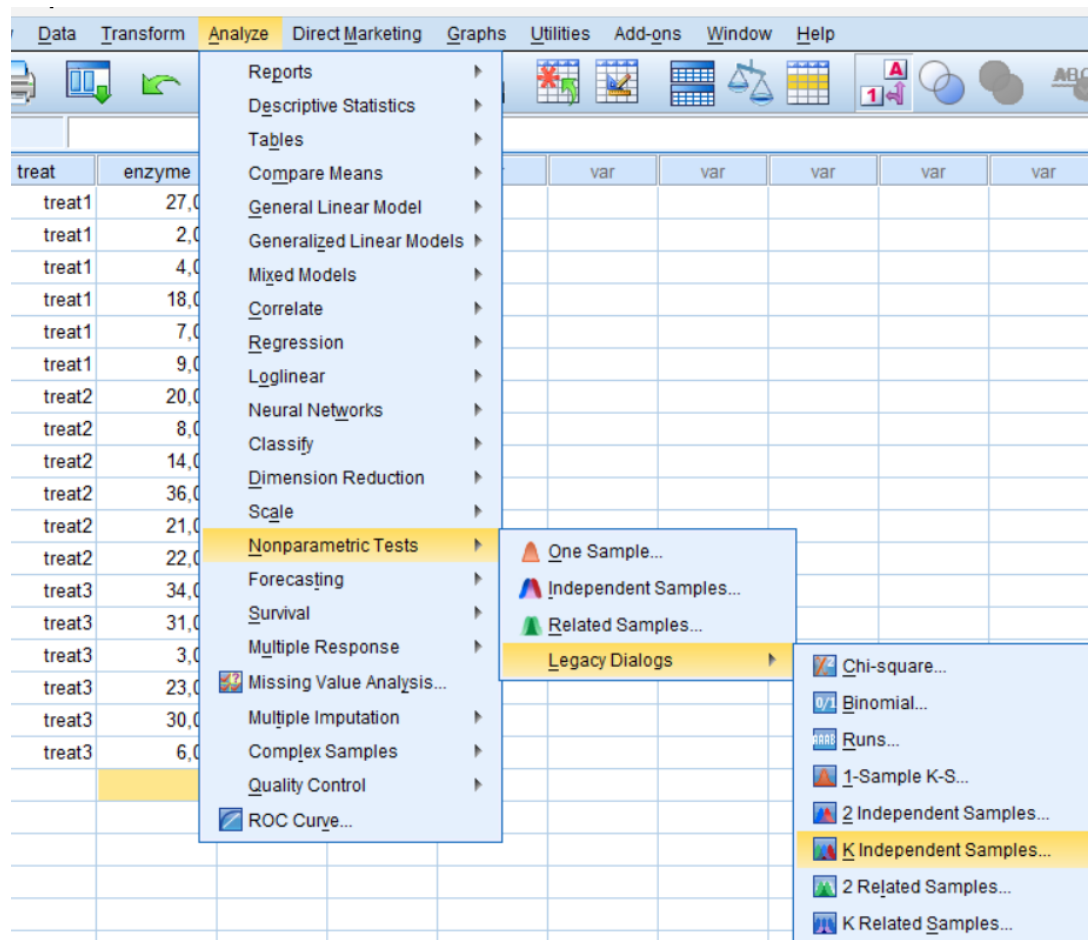 Data Transform Analyze Direct Marketing Graphs Utilities Add-ons Window Help
A
1
ABC
treat enzyme var var var var var
treat1 27,0
treat1 2,0
treat1 4,0
treat1 18,0
treat1 7,0
treat1 9,0
treat2 20,0
treat2 8,0
treat2 14,0
treat2 36,0
treat2 21,0
treat2 22,0
treat3 34,0
treat3 31,0
treat3 3,0
treat3 23,0
treat3 30,0
treat3 6,0
Reports
Descriptive Statistics
Tables
Compare Means
General Linear Model
Generalized Linear Models
Mixed Models
Correlate
Regression
Loglinear
Neural Networks
Classify
Dimension Reduction
Scale
Nonparametric Tests
Forecasting
Survival
Multiple Response
Missing Value Analysis...
Multiple Imputation
Complex Samples
Quality Control
ROC Curve...
One Sample...
Independent Samples...
Related Samples...
Legacy Dialogs
Chi-square...
0/1 Binomial...
AAAB Runs...
1-Sample K-S...
2 Independent Samples...
K Independent Samples...
2 Related Samples...
K Related Samples...